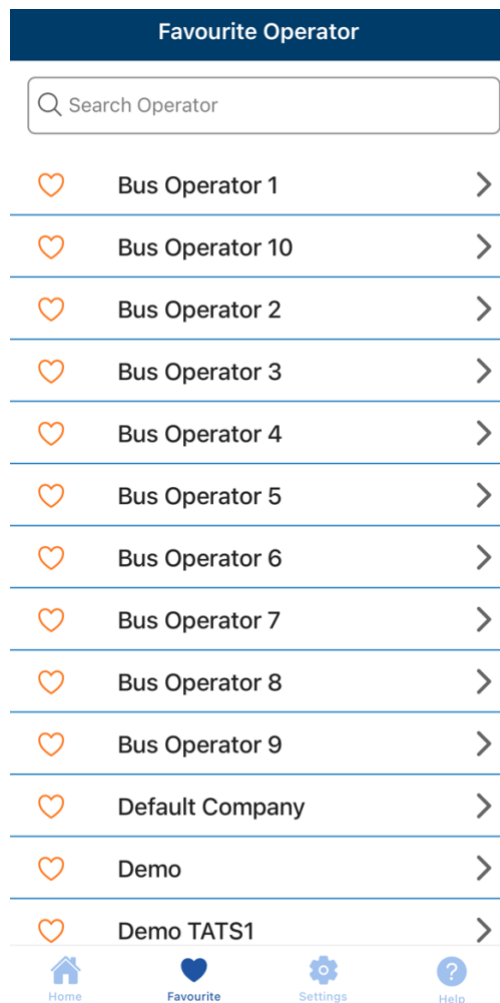 Favourite Operator
Search Operator
Bus Operator 1
Bus Operator 10
Bus Operator 2
Bus Operator 3
Bus Operator 4
Bus Operator 5
Bus Operator 6
Bus Operator 7
Bus Operator 8
Bus Operator 9
Default Company
Demo
Demo TATS1
Home Favourite Settings Help